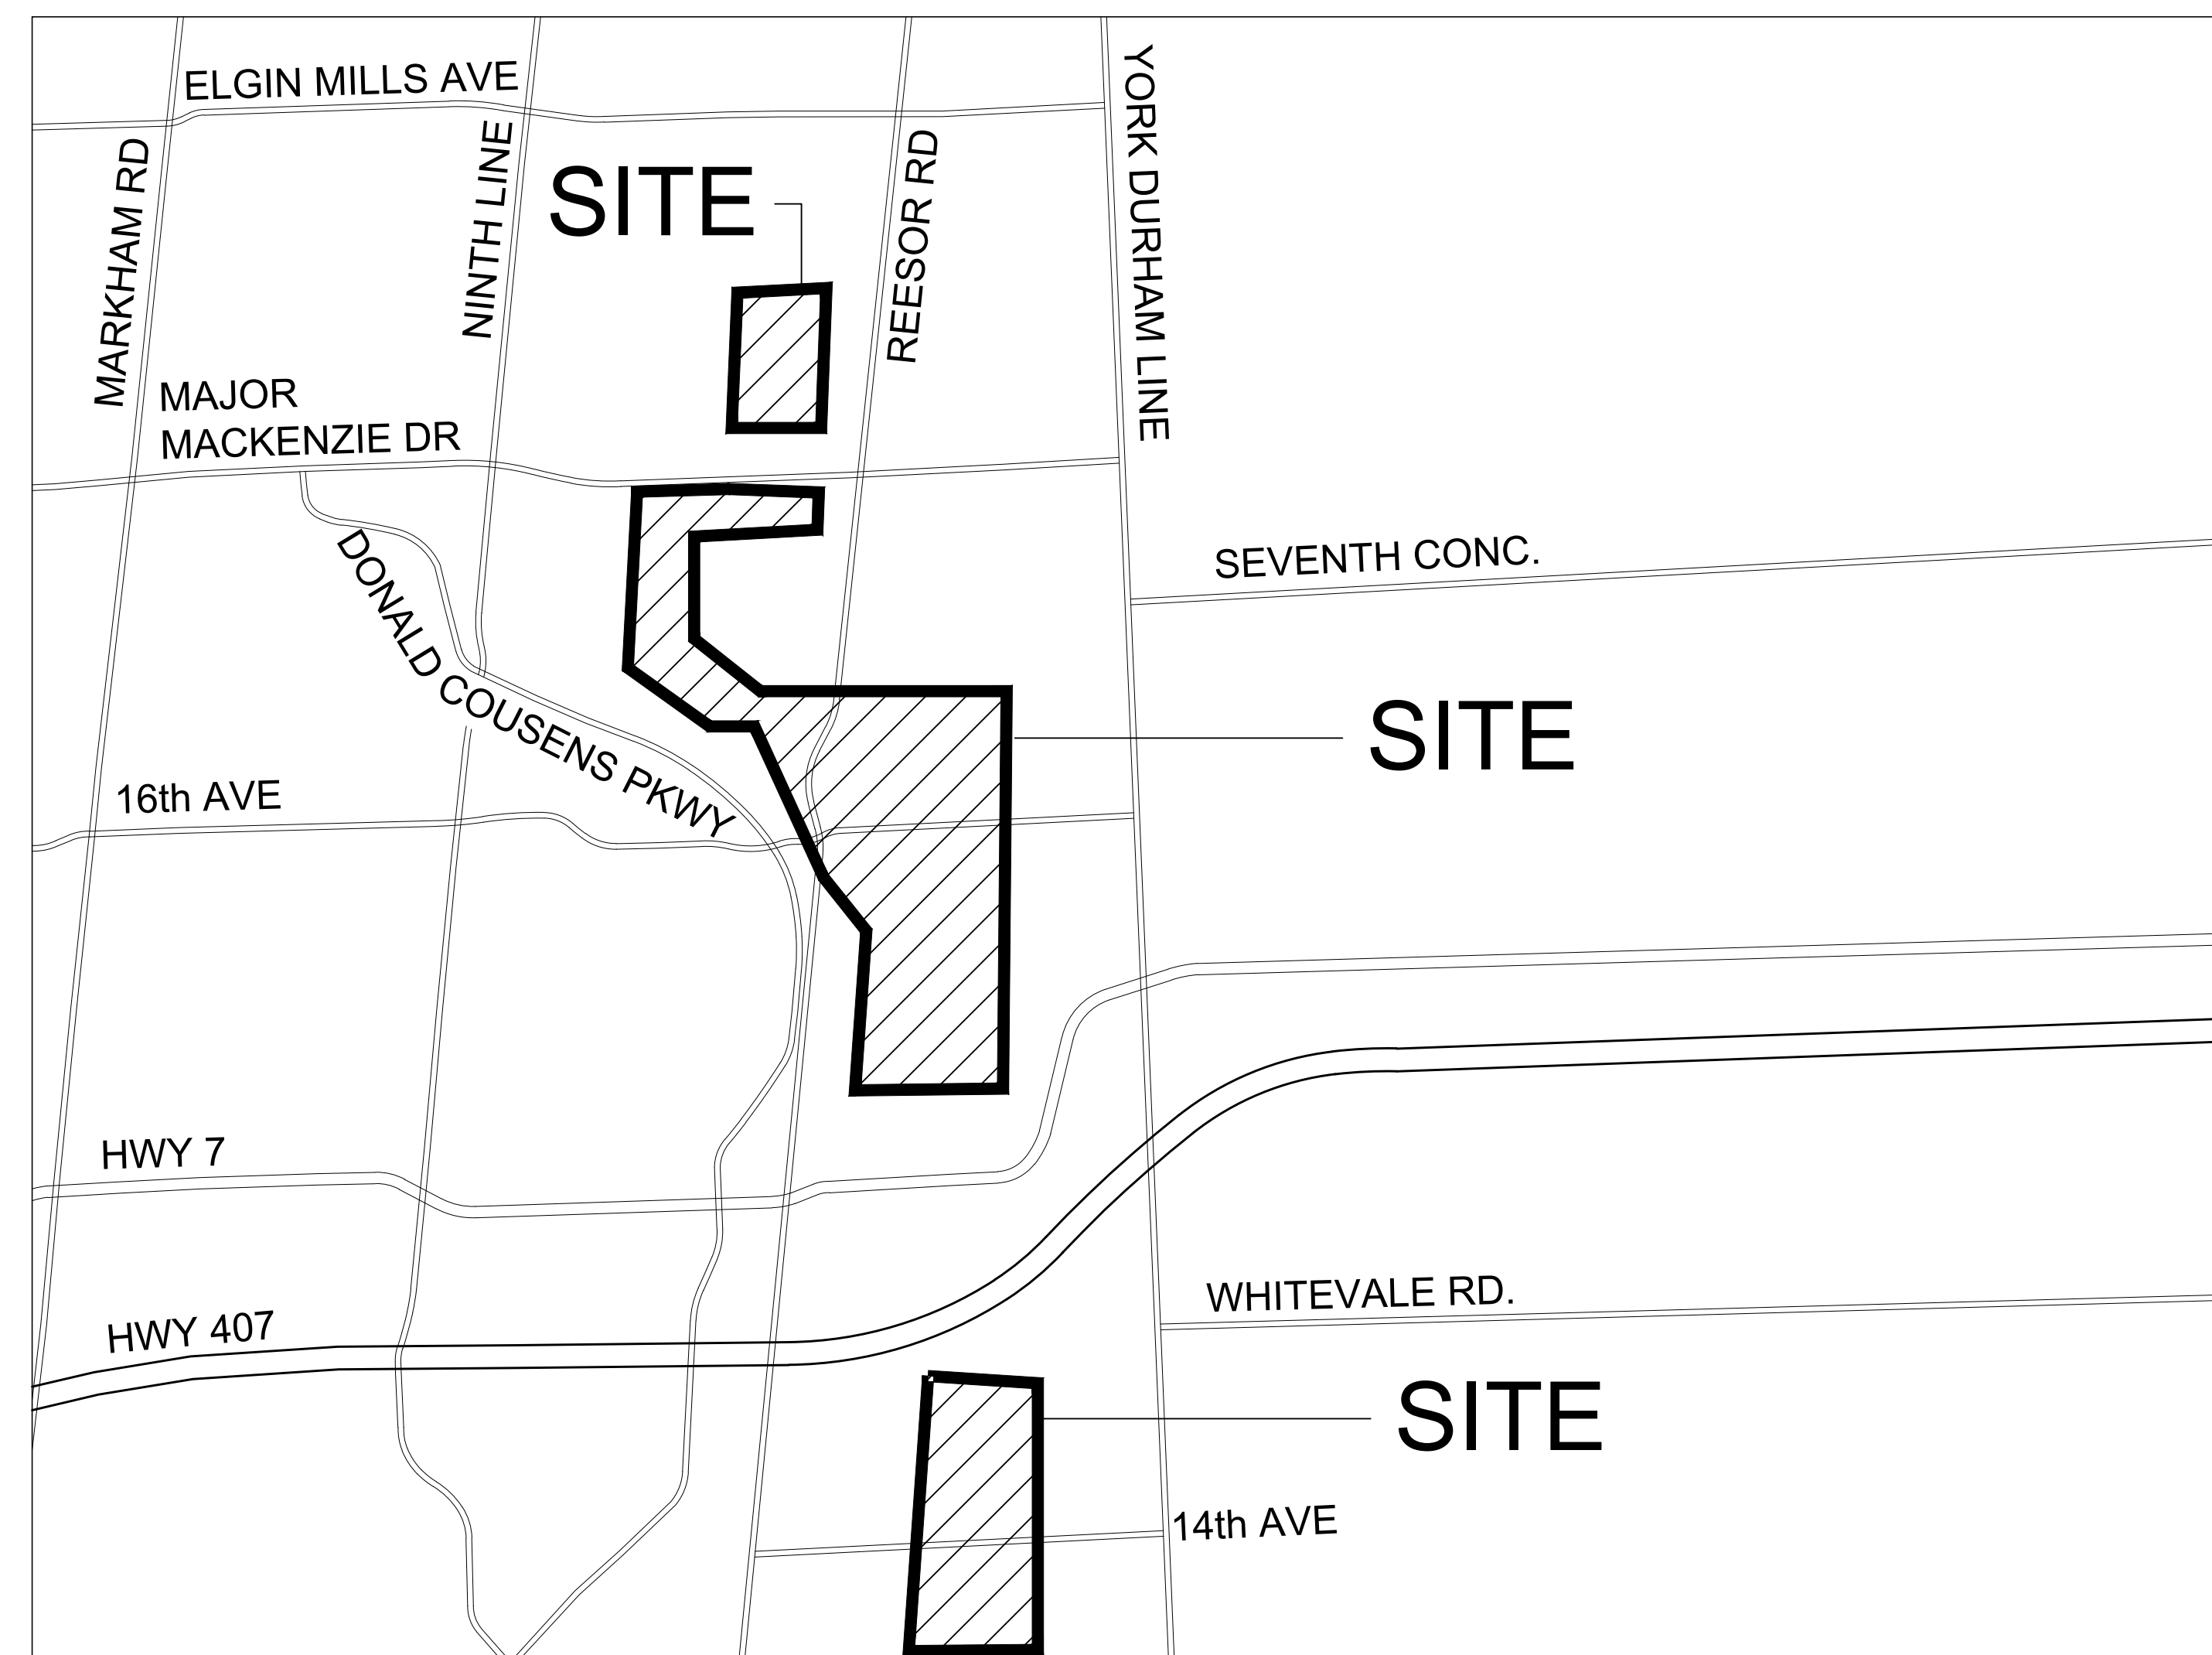 ELGIN MILLS AVE
MARKHAM RD
NINTH LINE
SITE
REESOR RD
YORK DURHAM LINE
MAJOR
MACKENZIE DR
SEVENTH CONC.
DONALD COUSENS PKWY
SITE
16th AVE
HWY 7
WHITEVALE RD.
HWY 407
SITE
14th AVE